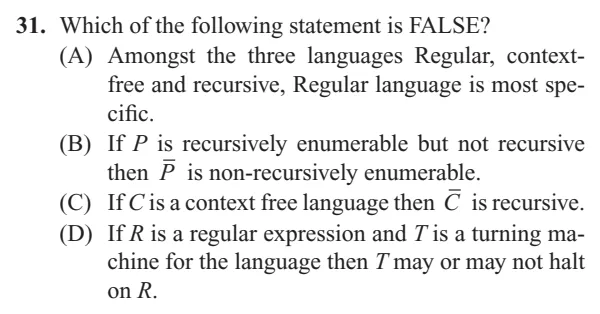 31. Which of the following statement is FALSE?
(A) Amongst the three languages Regular, context-
free and recursive, Regular language is most spe-
cific.
(B) If P is recursively enumerable but not recursive
then P̅ is non-recursively enumerable.
(C) If C is a context free language then C̅ is recursive.
(D) If R is a regular expression and T is a turning ma-
chine for the language then T may or may not halt
on R.